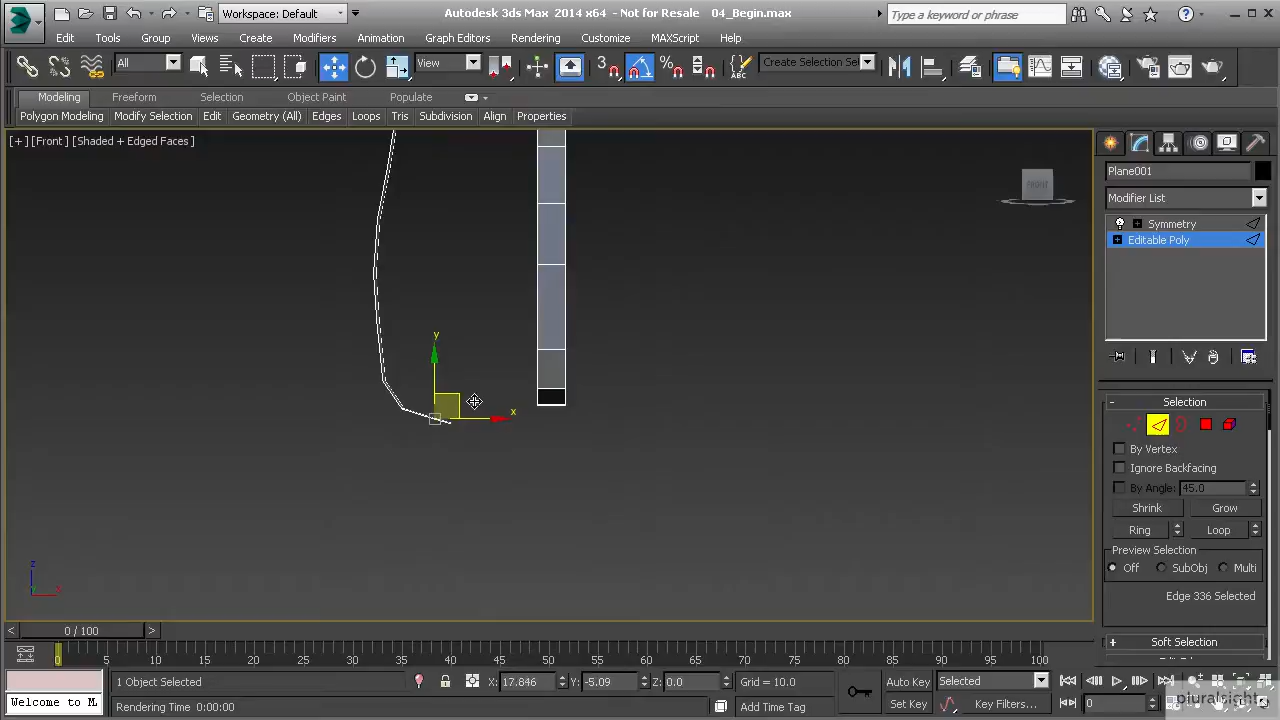 Workspace: Default
Autodesk 3ds Max 2014 x64 - Not for Resale 04_Begin.max
Type a keyword or phrase
Edit Tools Group Views Create Modifiers Animation Graph Editors Rendering Customize MAXScript Help
All View 3 Create Selection Se
Modeling Freeform Selection Object Paint Populate
Polygon Modeling Modify Selection Edit Geometry (All) Edges Loops Tris Subdivision Align Properties
[+] [Front] [Shaded + Edged Faces]
FRONT
Plane001
Modifier List
Symmetry
Editable Poly
y
x
- Selection
By Vertex
Ignore Backfacing
By Angle: 45.0
Shrink Grow
Ring Loop
Preview Selection
Off SubObj Multi
Edge 336 Selected
+ Soft Selection
z
x
< 0 / 100 >
0 5 10 15 20 25 30 35 40 45 50 55 60 65 70 75 80 85 90 95 100
1 Object Selected X: 17.846 Y: -5.09 Z: 0.0 Grid = 10.0 Auto Key Selected
Welcome to M Rendering Time 0:00:00 Add Time Tag Set Key Key Filters... 0
pluralsight